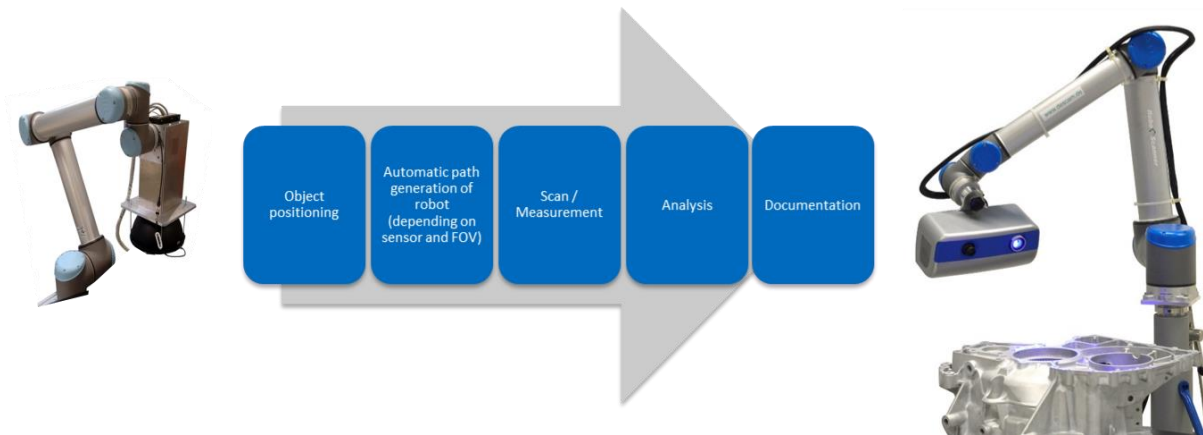 Object
positioning
Automatic path
generation of
robot
(depending on
sensor and FOV)
Scan /
Measurement
Analysis
Documentation